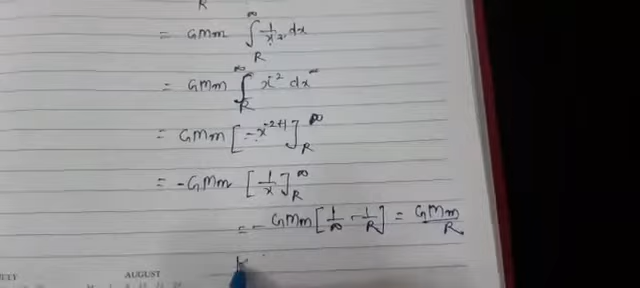 R
= GMm ∫_R^∞ 1/x² dx
= GMm ∫_R^∞ x² dx
= GMm [-x^{-2+1}]_R^∞
= -GMm [1/x]_R^∞
= - GMm [1/∞ - 1/R] = GMm/R
AUGUST